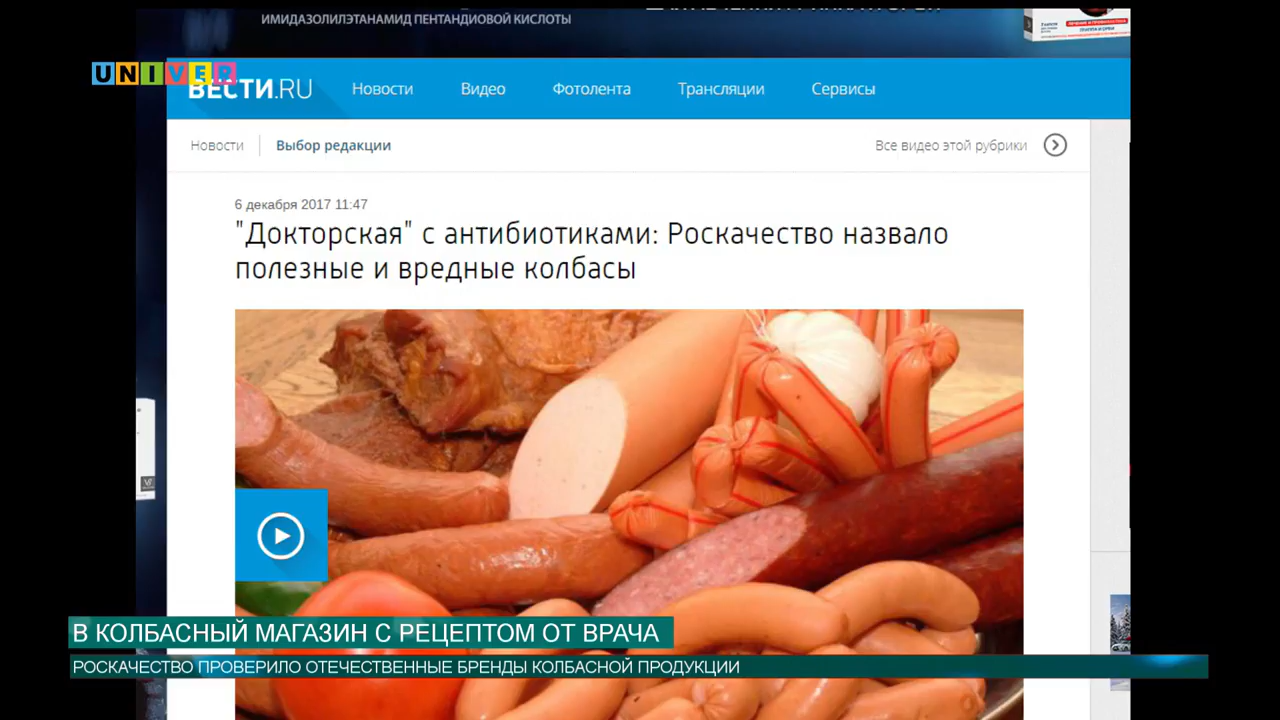 ИМИДАЗОЛИЛЭТАНАМИД ПЕНТАНДИОВОЙ КИСЛОТЫ
UNIVER
ВЕСТИ.RU
Новости
Видео
Фотолента
Трансляции
Сервисы
Новости
Выбор редакции
Все видео этой рубрики
6 декабря 2017 11:47
"Докторская" с антибиотиками: Роскачество назвало
полезные и вредные колбасы
В КОЛБАСНЫЙ МАГАЗИН С РЕЦЕПТОМ ОТ ВРАЧА
РОСКАЧЕСТВО ПРОВЕРИЛО ОТЕЧЕСТВЕННЫЕ БРЕНДЫ КОЛБАСНОЙ ПРОДУКЦИИ